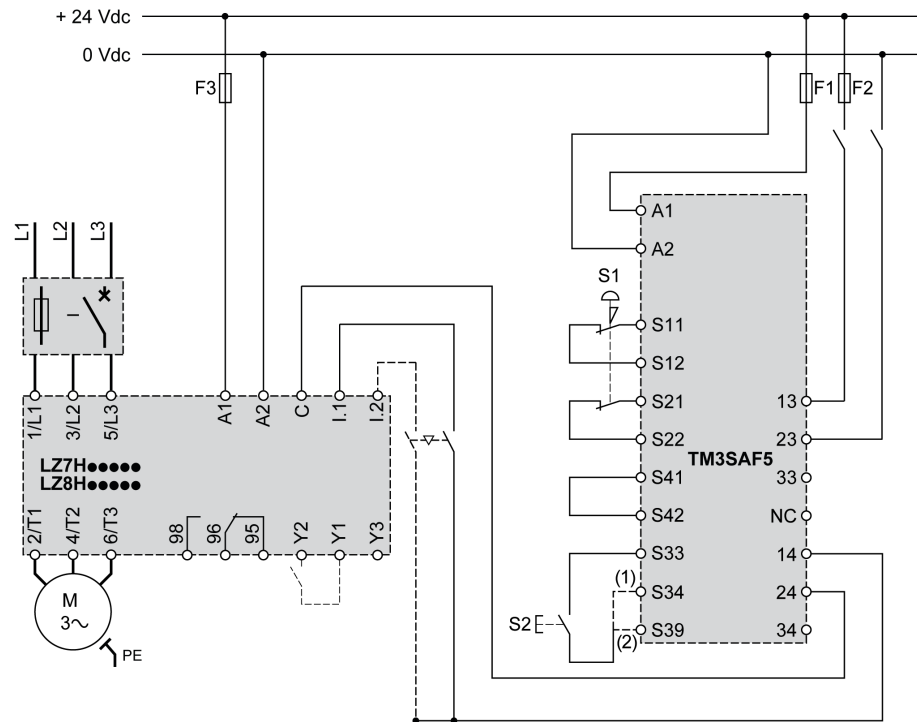 + 24 Vdc
0 Vdc
F3
F1
F2
L1
L2
L3
A1
A2
S1
S11
S12
S21
S22
S41
S42
S33
(1)
S34
S2
(2)
S39
TM3SAF5
13
23
33
NC
14
24
34
1/L1
3/L2
5/L3
A1
A2
C
I.1
I.2
LZ7H●●●●●
LZ8H●●●●●
2/T1
4/T2
6/T3
98
96
95
Y2
Y1
Y3
M
3~
PE